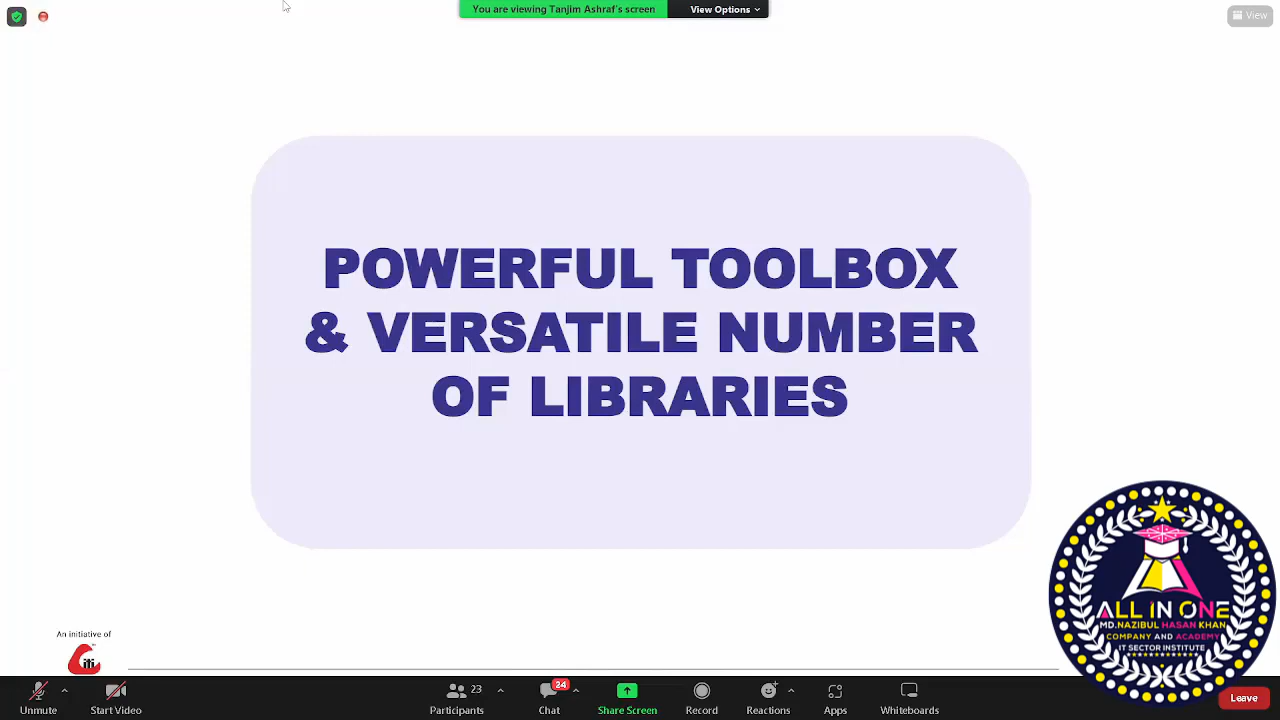 You are viewing Tanjim Ashraf's screen
View Options
View
POWERFUL TOOLBOX
& VERSATILE NUMBER
OF LIBRARIES
An initiative of
iti
ALL IN ONE
MD.NAZIBUL HASAN KHAN
COMPANY AND ACADEMY
IT SECTOR INSTITUTE
Unmute
Start Video
23
Participants
24
Chat
Share Screen
Record
Reactions
Apps
Whiteboards
Leave